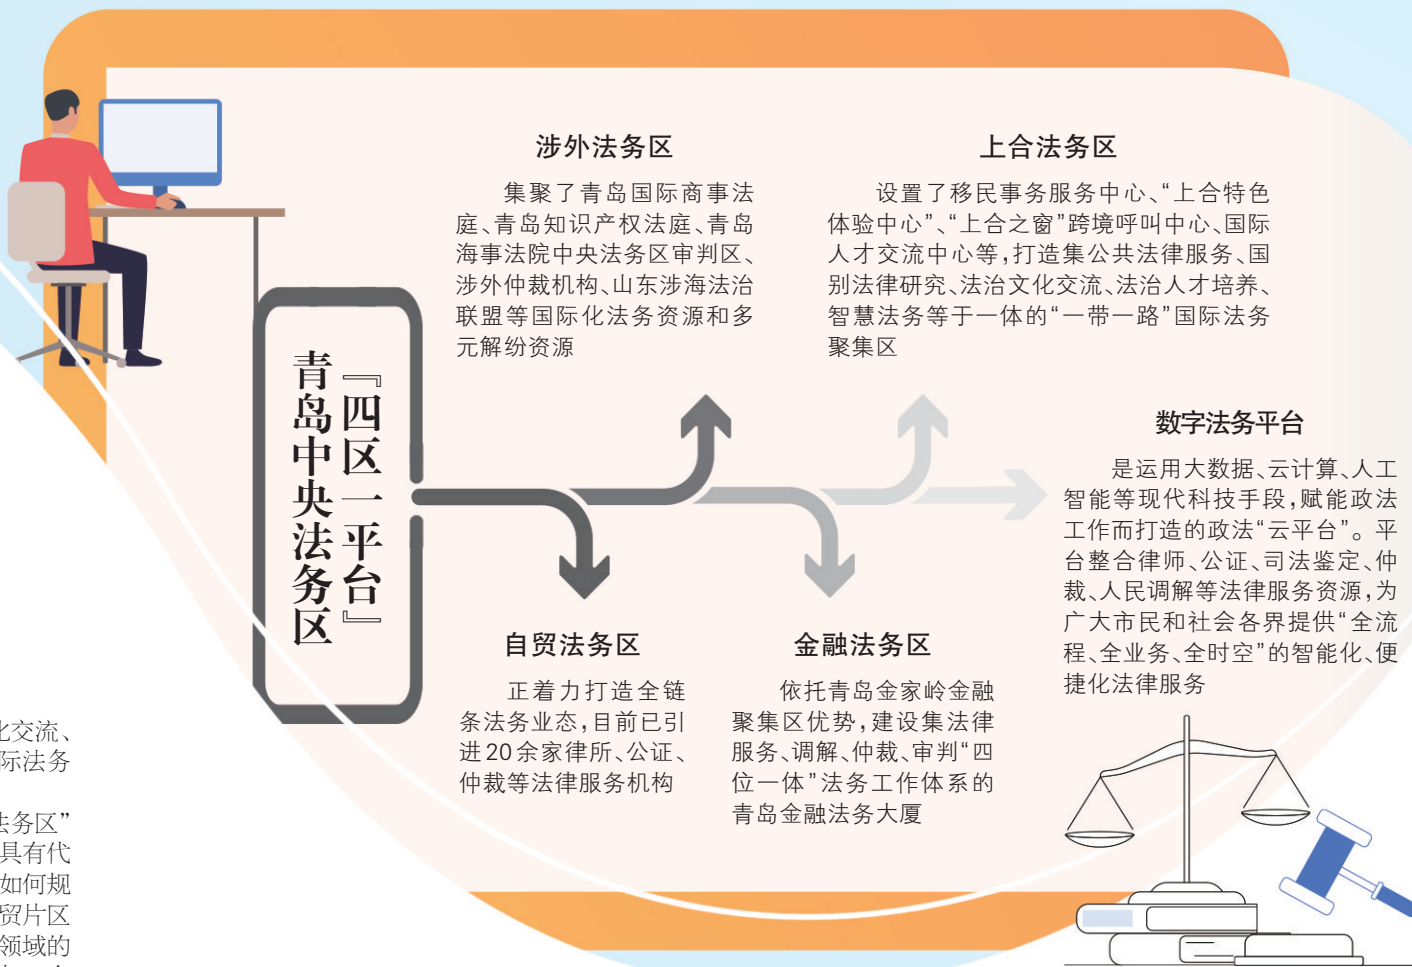 青岛中央法务区
『四区一平台』
涉外法务区
集聚了青岛国际商事法
庭、青岛知识产权法庭、青岛
海事法院中央法务区审判区、
涉外仲裁机构、山东涉海法治
联盟等国际化法务资源和多
元解纷资源
上合法务区
设置了移民事务服务中心、“上合特色
体验中心”、“上合之窗”跨境呼叫中心、国际
人才交流中心等,打造集公共法律服务、国
别法律研究、法治文化交流、法治人才培养、
智慧法务等于一体的“一带一路”国际法务
聚集区
数字法务平台
是运用大数据、云计算、人工
智能等现代科技手段,赋能政法
工作而打造的政法“云平台”。平
台整合律师、公证、司法鉴定、仲
裁、人民调解等法律服务资源,为
广大市民和社会各界提供“全流
程、全业务、全时空”的智能化、便
捷化法律服务
自贸法务区
正着力打造全链
条法务业态,目前已引
进20余家律所、公证、
仲裁等法律服务机构
金融法务区
依托青岛金家岭金融
聚集区优势,建设集法律
服务、调解、仲裁、审判“四
位一体”法务工作体系的
青岛金融法务大厦
化交流、
际法务
法务区”
具有代
如何规
贸片区
领域的